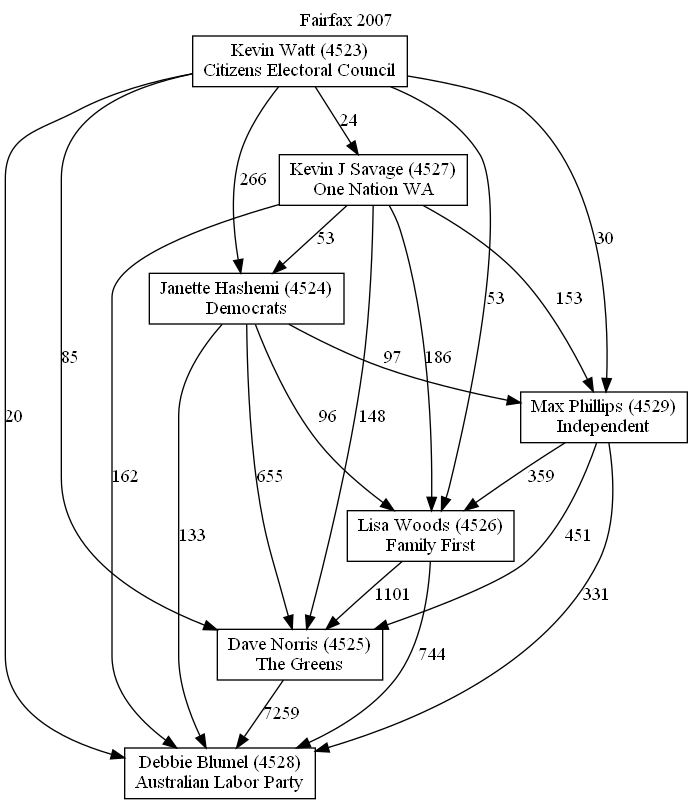 Fairfax 2007
Kevin Watt (4523)
Citizens Electoral Council
24
Kevin J Savage (4527)
One Nation WA
266
53
30
Janette Hashemi (4524)
Democrats
53
153
85
97
186
Max Phillips (4529)
Independent
20
96
148
162
655
359
133
Lisa Woods (4526)
Family First
451
1101
331
Dave Norris (4525)
The Greens
744
7259
Debbie Blumel (4528)
Australian Labor Party